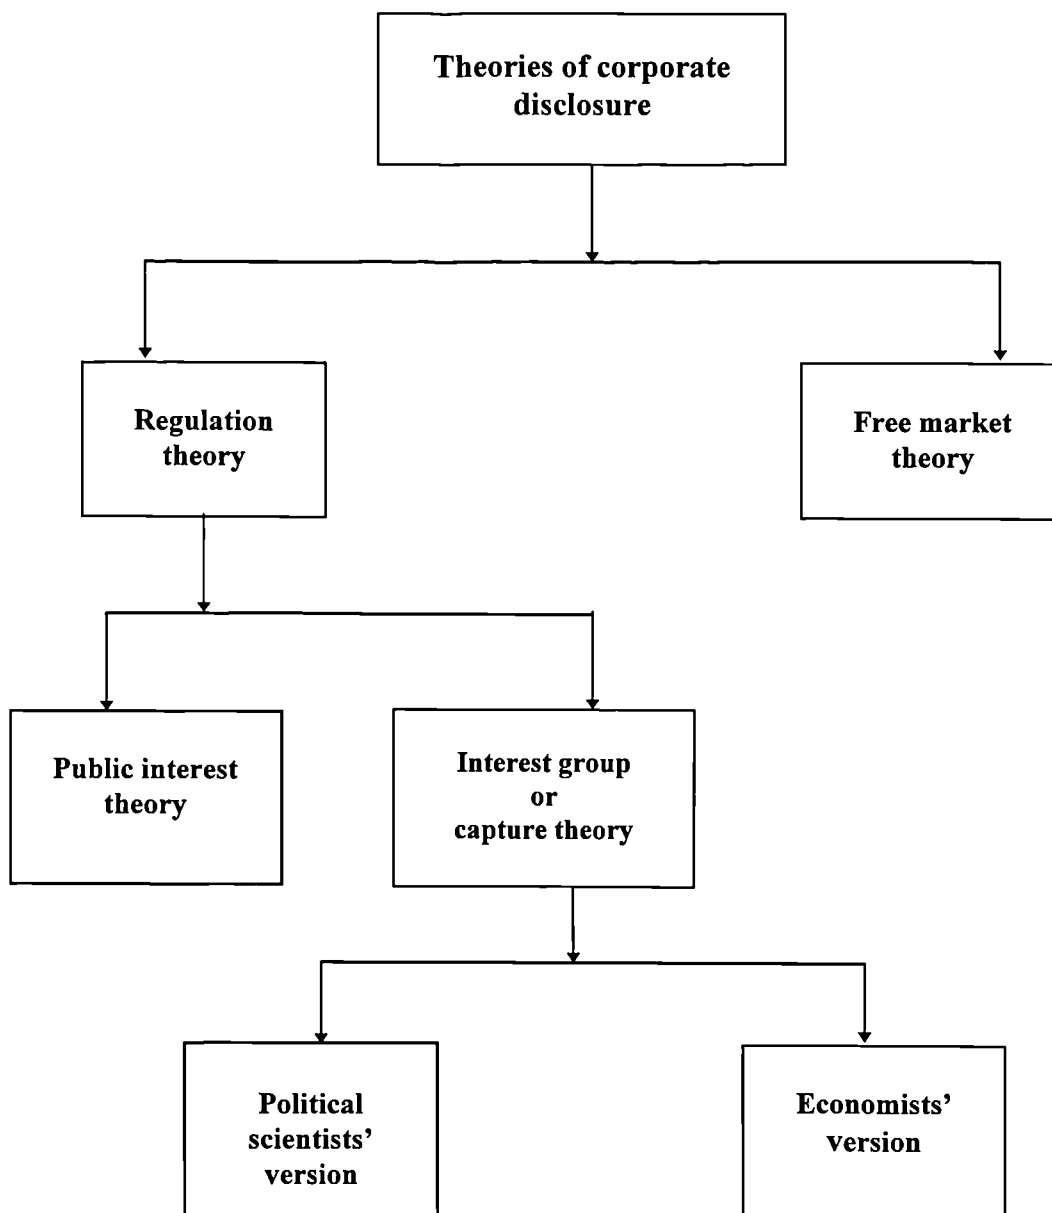 Theories of corporate
disclosure
Regulation
theory
Free market
theory
Public interest
theory
Interest group
or
capture theory
Political
scientists’
version
Economists’
version